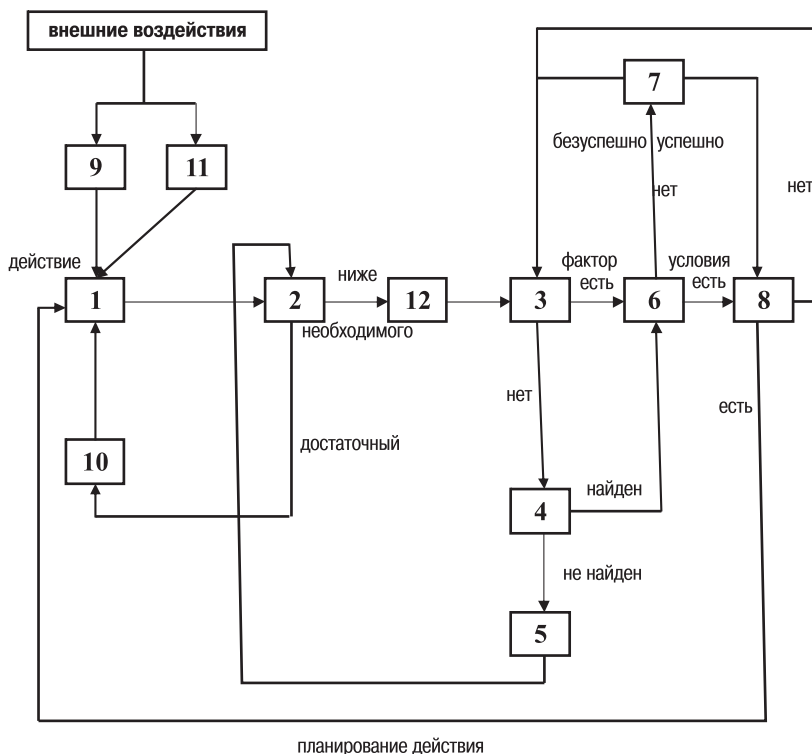 внешние воздействия
7
безуспешно успешно
9
11
нет
нет
действие
ниже
фактор
есть
условия
есть
1
2
12
3
6
8
необходимого
нет
есть
достаточный
10
найден
4
не найден
5
планирование действия